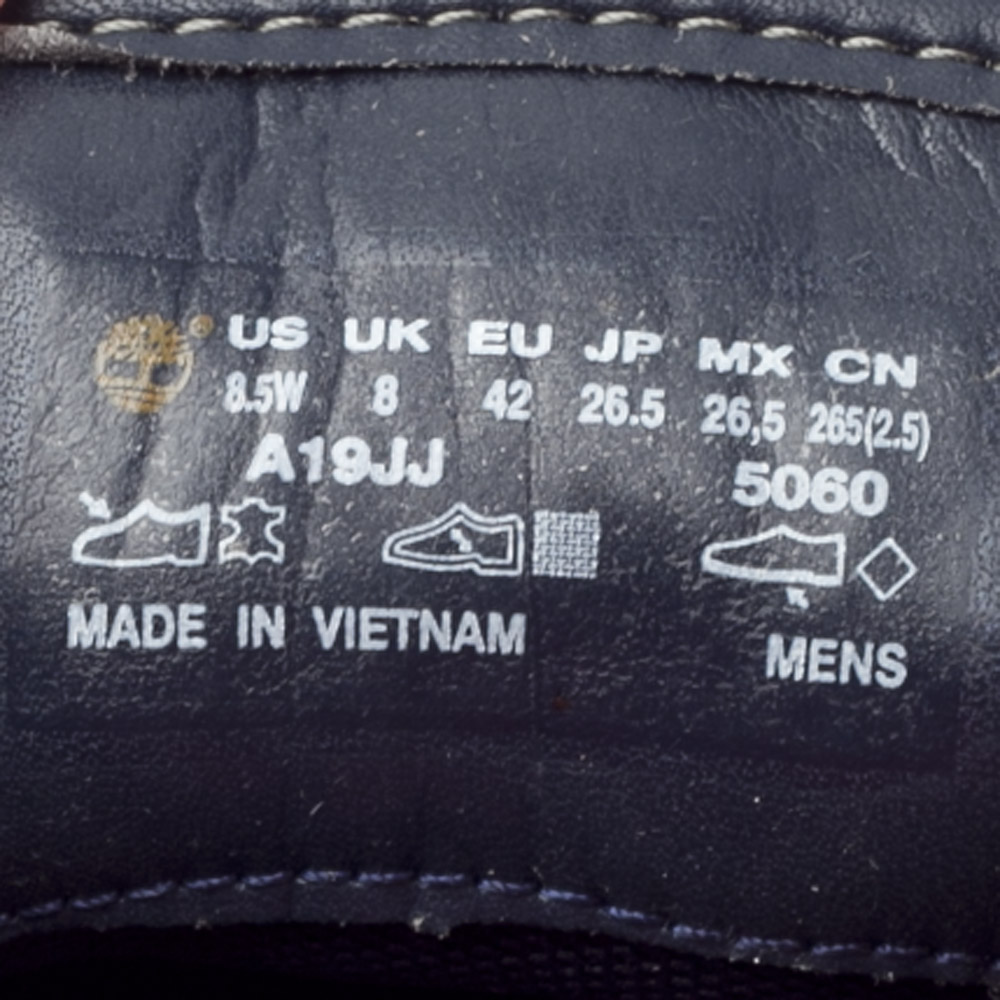 US UK EU JP MX CN
8.5W 8 42 26.5 26,5 265(2.5)
A19JJ 5060
MADE IN VIETNAM MENS